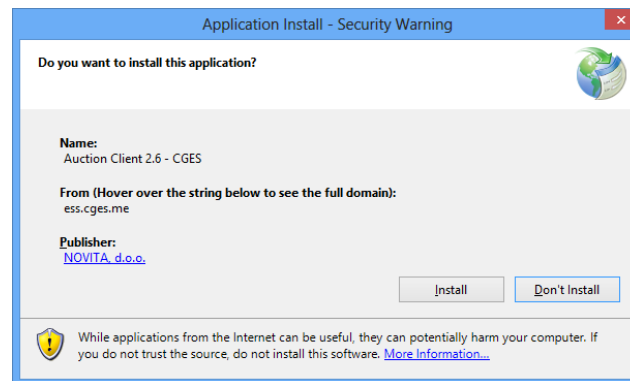 Application Install - Security Warning
Do you want to install this application?
Name:
Auction Client 2.6 - CGES
From (Hover over the string below to see the full domain):
ess.cges.me
Publisher:
NOVITA, d.o.o.
Install
Don't Install
While applications from the Internet can be useful, they can potentially harm your computer. If
you do not trust the source, do not install this software. More Information...